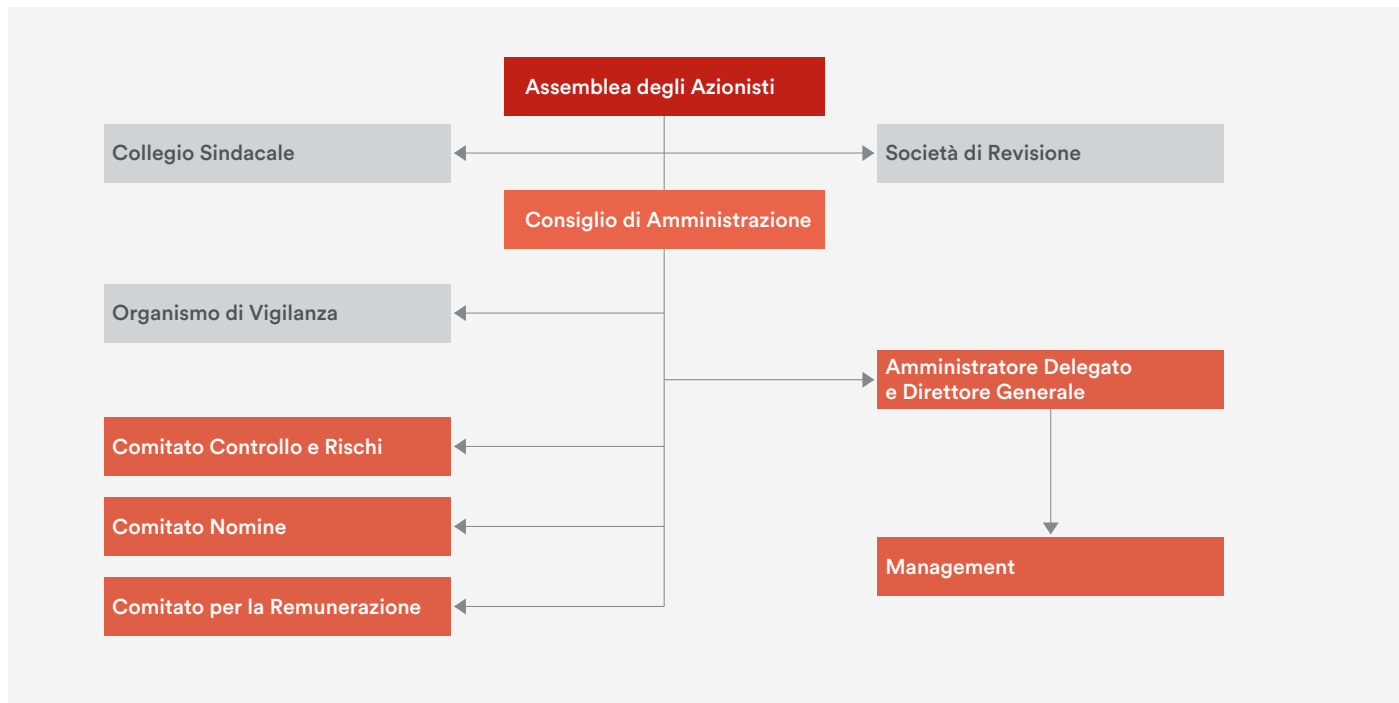 Assemblea degli Azionisti
Collegio Sindacale
Società di Revisione
Consiglio di Amministrazione
Organismo di Vigilanza
Amministratore Delegato
e Direttore Generale
Comitato Controllo e Rischi
Comitato Nomine
Management
Comitato per la Remunerazione